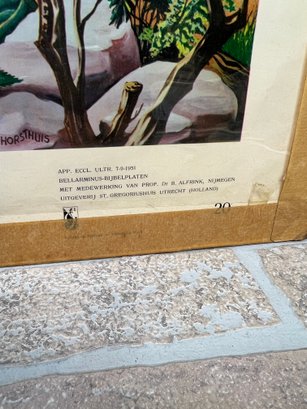 HORSTHUIS
APP. ECCL. ULTR. 7-9-1951
BELLARMINUS-BIJBELPLATEN
MET MEDEWERKING VAN PROF. Dr B. ALFRINK, NIJMEGEN
UITGEVERIJ ST. GREGORIUSHUIS UTRECHT (HOLLAND)
20